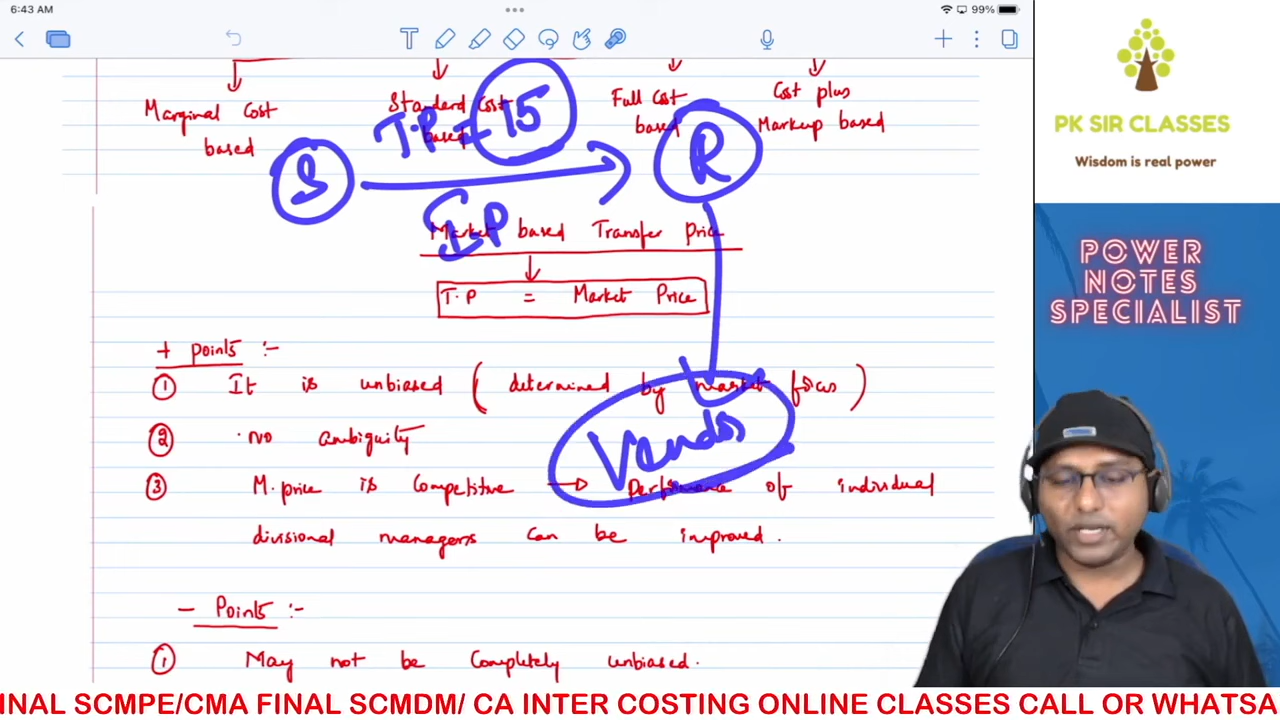 6:43 AM
99%
PK SIR CLASSES
Wisdom is real power
POWER
NOTES
SPECIALIST
Marginal Cost
based
Standard Cost
based
Full Cost
based
Cost plus
Markup based
T.P = 15
S
R
I P
Market based Transfer Price
T.P = Market Price
+ points :-
① It is unbiased ( determined by market focus )
② no ambiguity
Vendor
③ M.price is Competitive → Performance of individual
divisional managers can be improved.
- Points :-
① May not be Completely unbiased.
INAL SCMPE/CMA FINAL SCMDM/ CA INTER COSTING ONLINE CLASSES CALL OR WHATSA